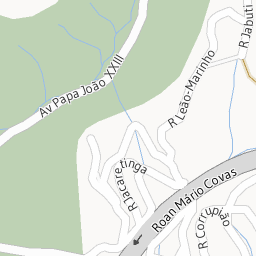 R Jabuti
R Leão-Marinho
Av Papa João XXIII
R Jacaretinga
Roan Mário Covas
R Corrupião